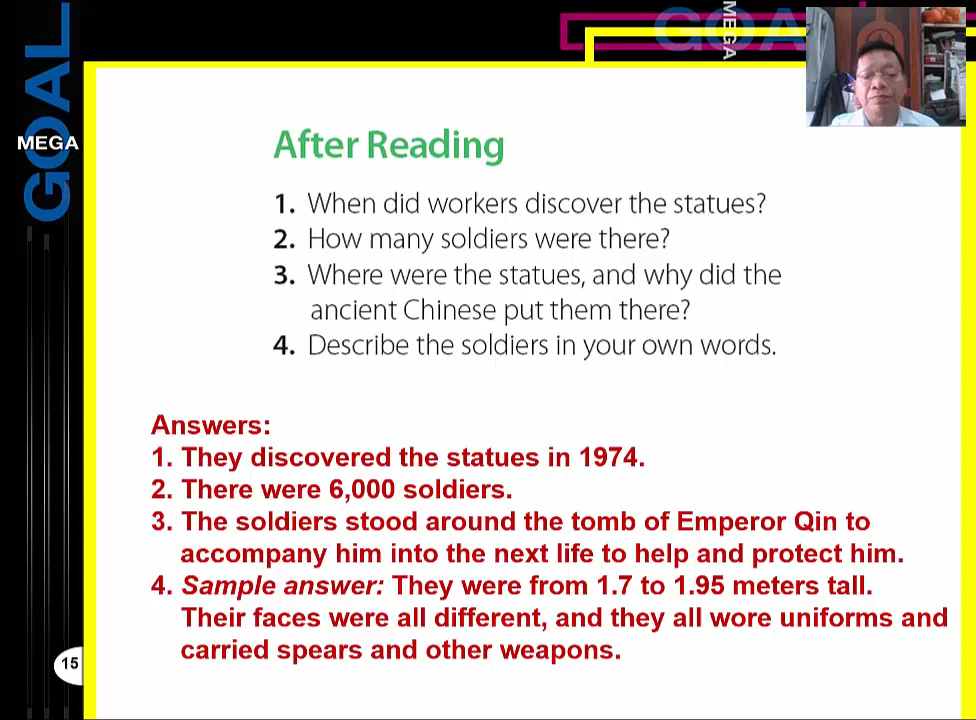 GOAL
MEGA
GOAL
MEGA
After Reading
1. When did workers discover the statues?
2. How many soldiers were there?
3. Where were the statues, and why did the
ancient Chinese put them there?
4. Describe the soldiers in your own words.
Answers:
1. They discovered the statues in 1974.
2. There were 6,000 soldiers.
3. The soldiers stood around the tomb of Emperor Qin to
accompany him into the next life to help and protect him.
4. Sample answer: They were from 1.7 to 1.95 meters tall.
Their faces were all different, and they all wore uniforms and
carried spears and other weapons.
15